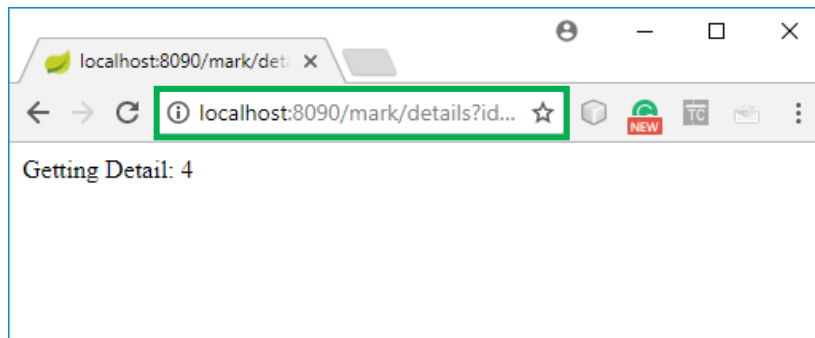 localhost:8090/mark/deta
localhost:8090/mark/details?id...
NEW
TC
Getting Detail: 4